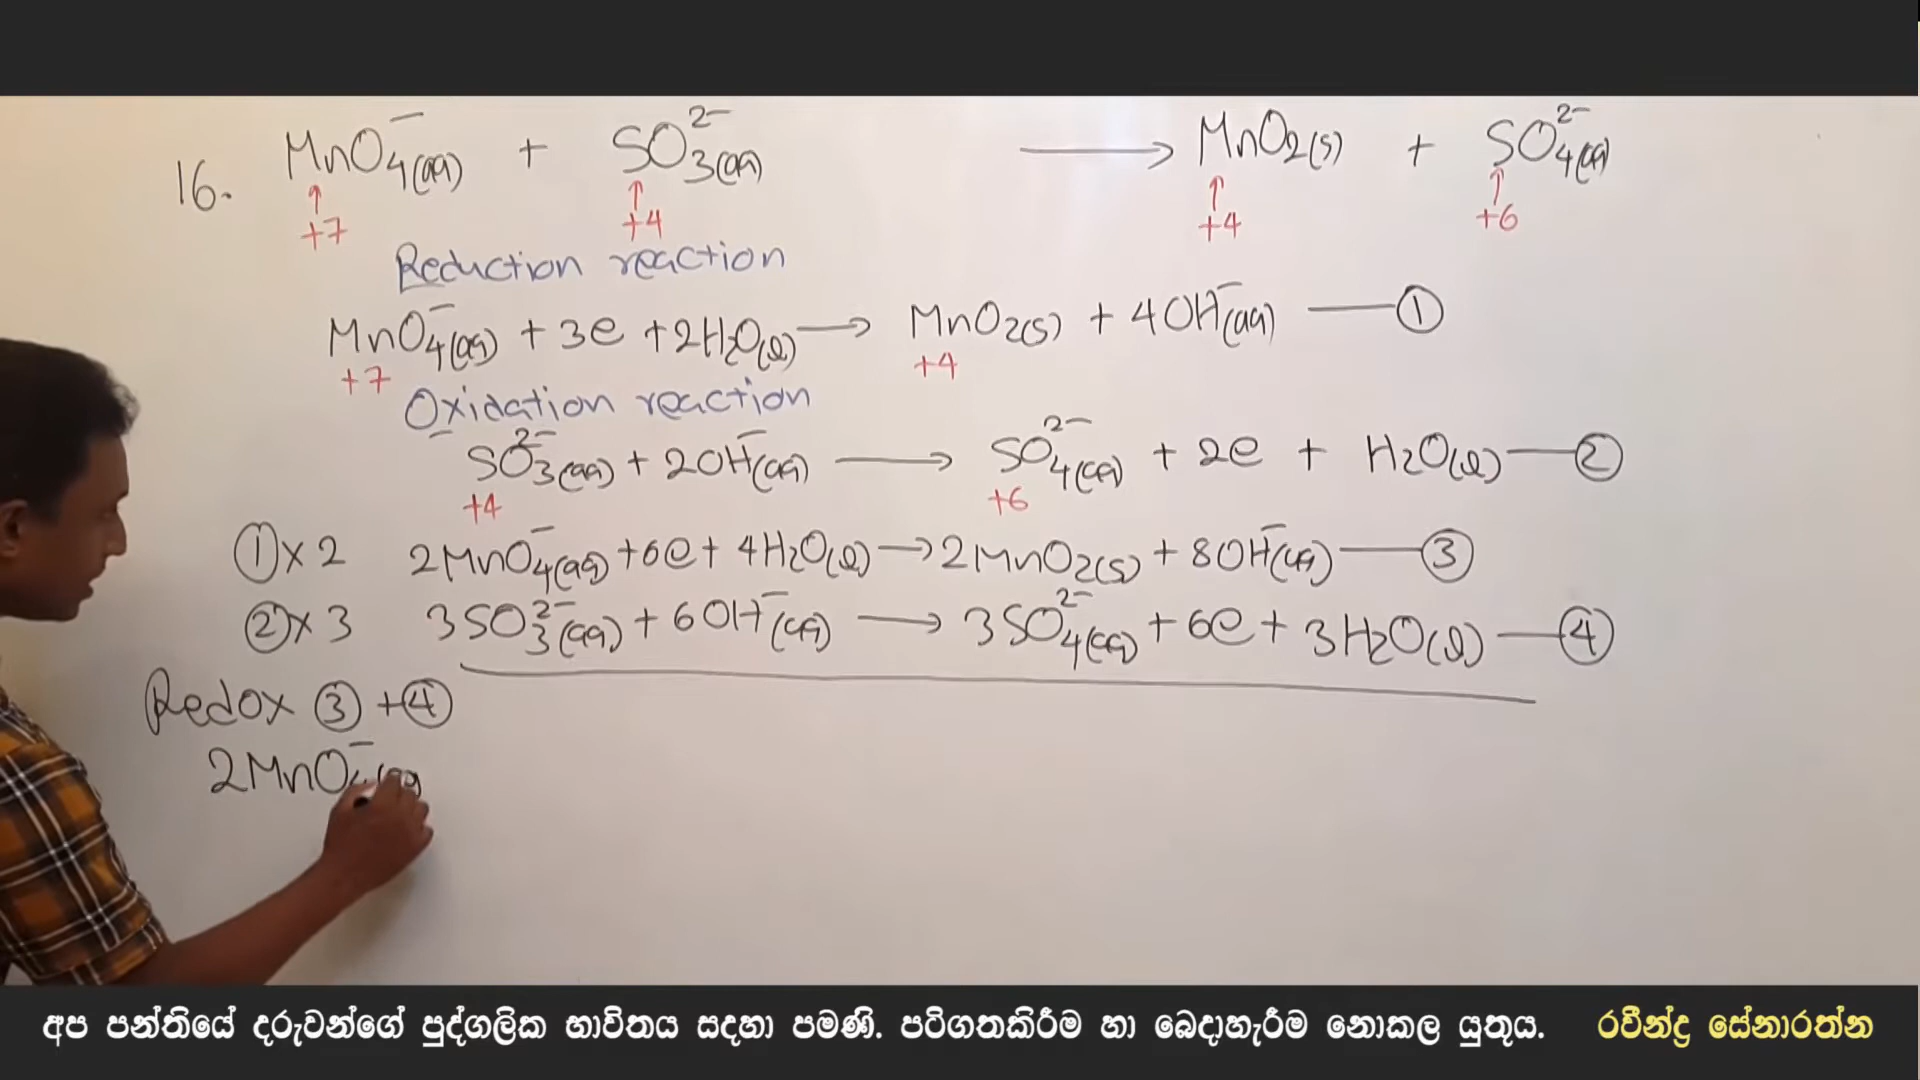 16. MnO₄⁻(aq) + SO₃²⁻(aq) ⟶ MnO₂(s) + SO₄²⁻(aq)
↑ ↑ ↑ ↑
+7 +4 +4 +6
Reduction reaction
MnO₄⁻(aq) + 3e + 2H₂O(l) ⟶ MnO₂(s) + 4OH⁻(aq) — ①
+7 +4
Oxidation reaction
SO₃²⁻(aq) + 2OH⁻(aq) ⟶ SO₄²⁻(aq) + 2e + H₂O(l) — ②
+4 +6
①×2 2MnO₄⁻(aq) + 6e + 4H₂O(l) ⟶ 2MnO₂(s) + 8OH⁻(aq) — ③
②×3 3SO₃²⁻(aq) + 6OH⁻(aq) ⟶ 3SO₄²⁻(aq) + 6e + 3H₂O(l) — ④
Redox ③ + ④
2MnO₄⁻(aq
අප පන්තියේ දරුවන්ගේ පුද්ගලික භාවිතය සදහා පමණි. පටිගතකිරීම හා බෙදාහැරීම නොකල යුතුය. රවීන්ද්‍ර සේනාරත්න